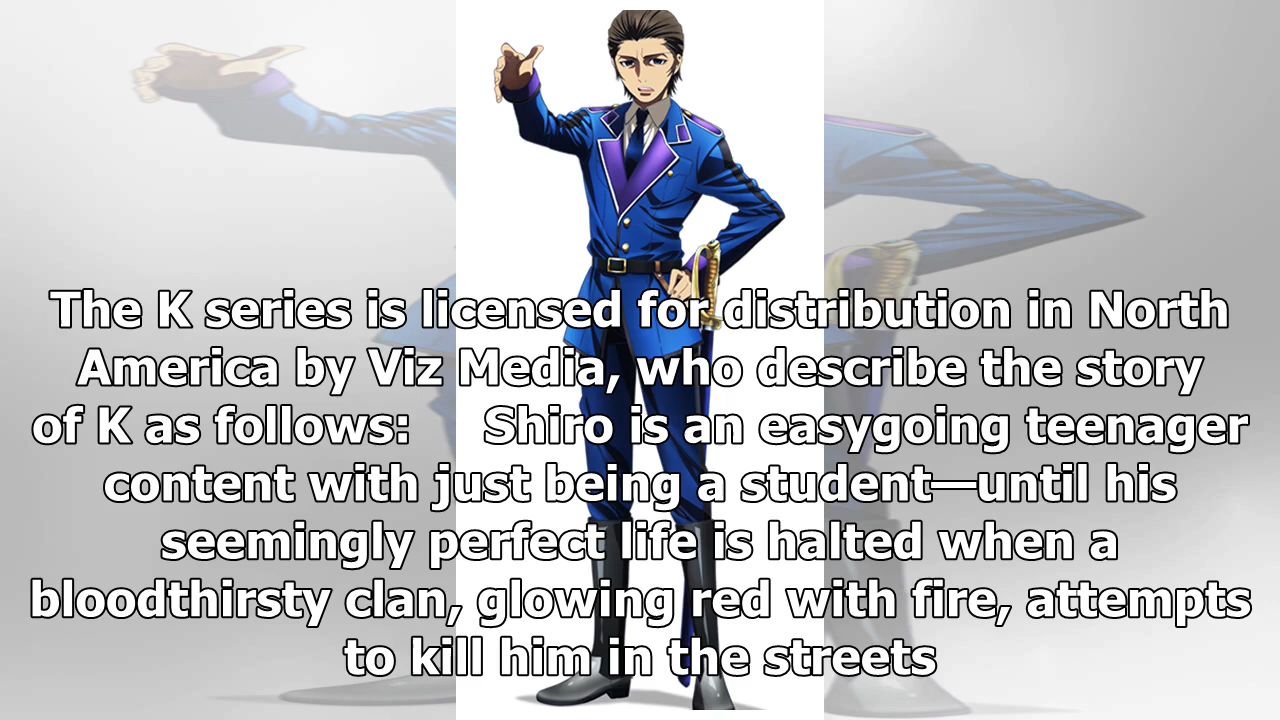 The K series is licensed for distribution in North
America by Viz Media, who describe the story
of K as follows: Shiro is an easygoing teenager
content with just being a student—until his
seemingly perfect life is halted when a
bloodthirsty clan, glowing red with fire, attempts
to kill him in the streets